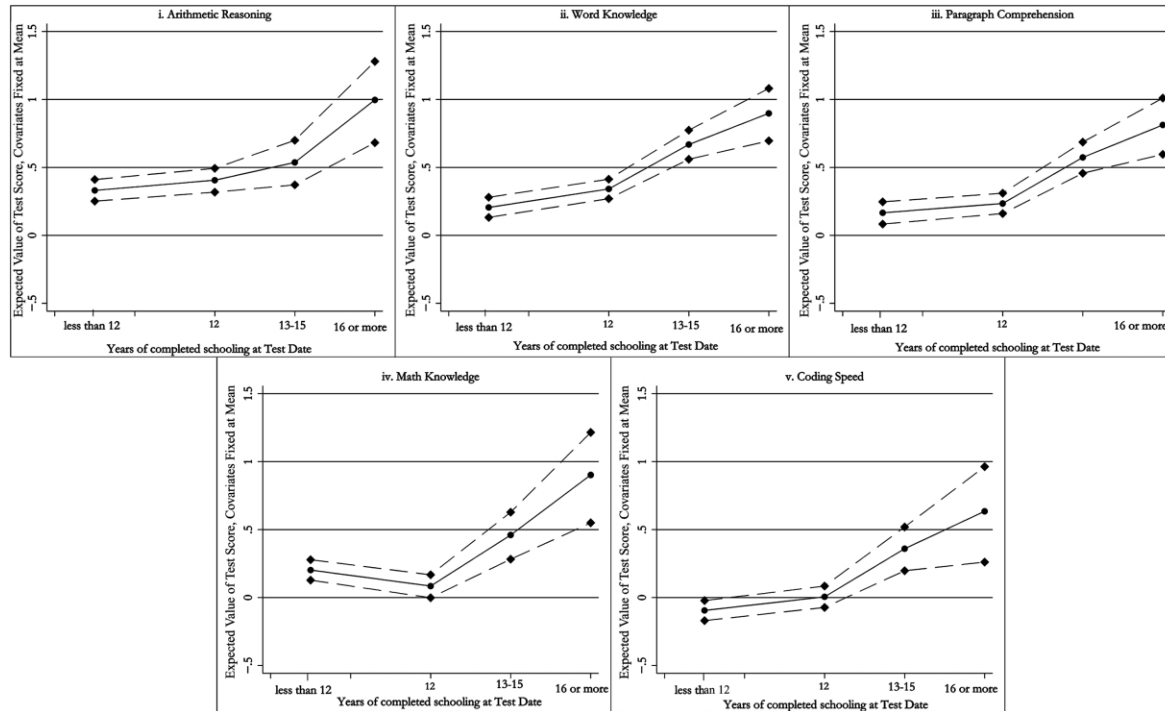 i. Arithmetic Reasoning
Expected Value of Test Score, Covariates Fixed at Mean
1.5
1
.5
0
-.5
less than 12
12
13-15
16 or more
Years of completed schooling at Test Date
ii. Word Knowledge
Expected Value of Test Score, Covariates Fixed at Mean
1.5
1
.5
0
-.5
less than 12
12
13-15
16 or more
Years of completed schooling at Test Date
iii. Paragraph Comprehension
Expected Value of Test Score, Covariates Fixed at Mean
1.5
1
.5
0
-.5
less than 12
12
16 or more
Years of completed schooling at Test Date
iv. Math Knowledge
Expected Value of Test Score, Covariates Fixed at Mean
1.5
1
.5
0
-.5
less than 12
12
13-15
16 or more
Years of completed schooling at Test Date
v. Coding Speed
Expected Value of Test Score, Covariates Fixed at Mean
1.5
1
.5
0
-.5
less than 12
12
13-15
16 or more
Years of completed schooling at Test Date